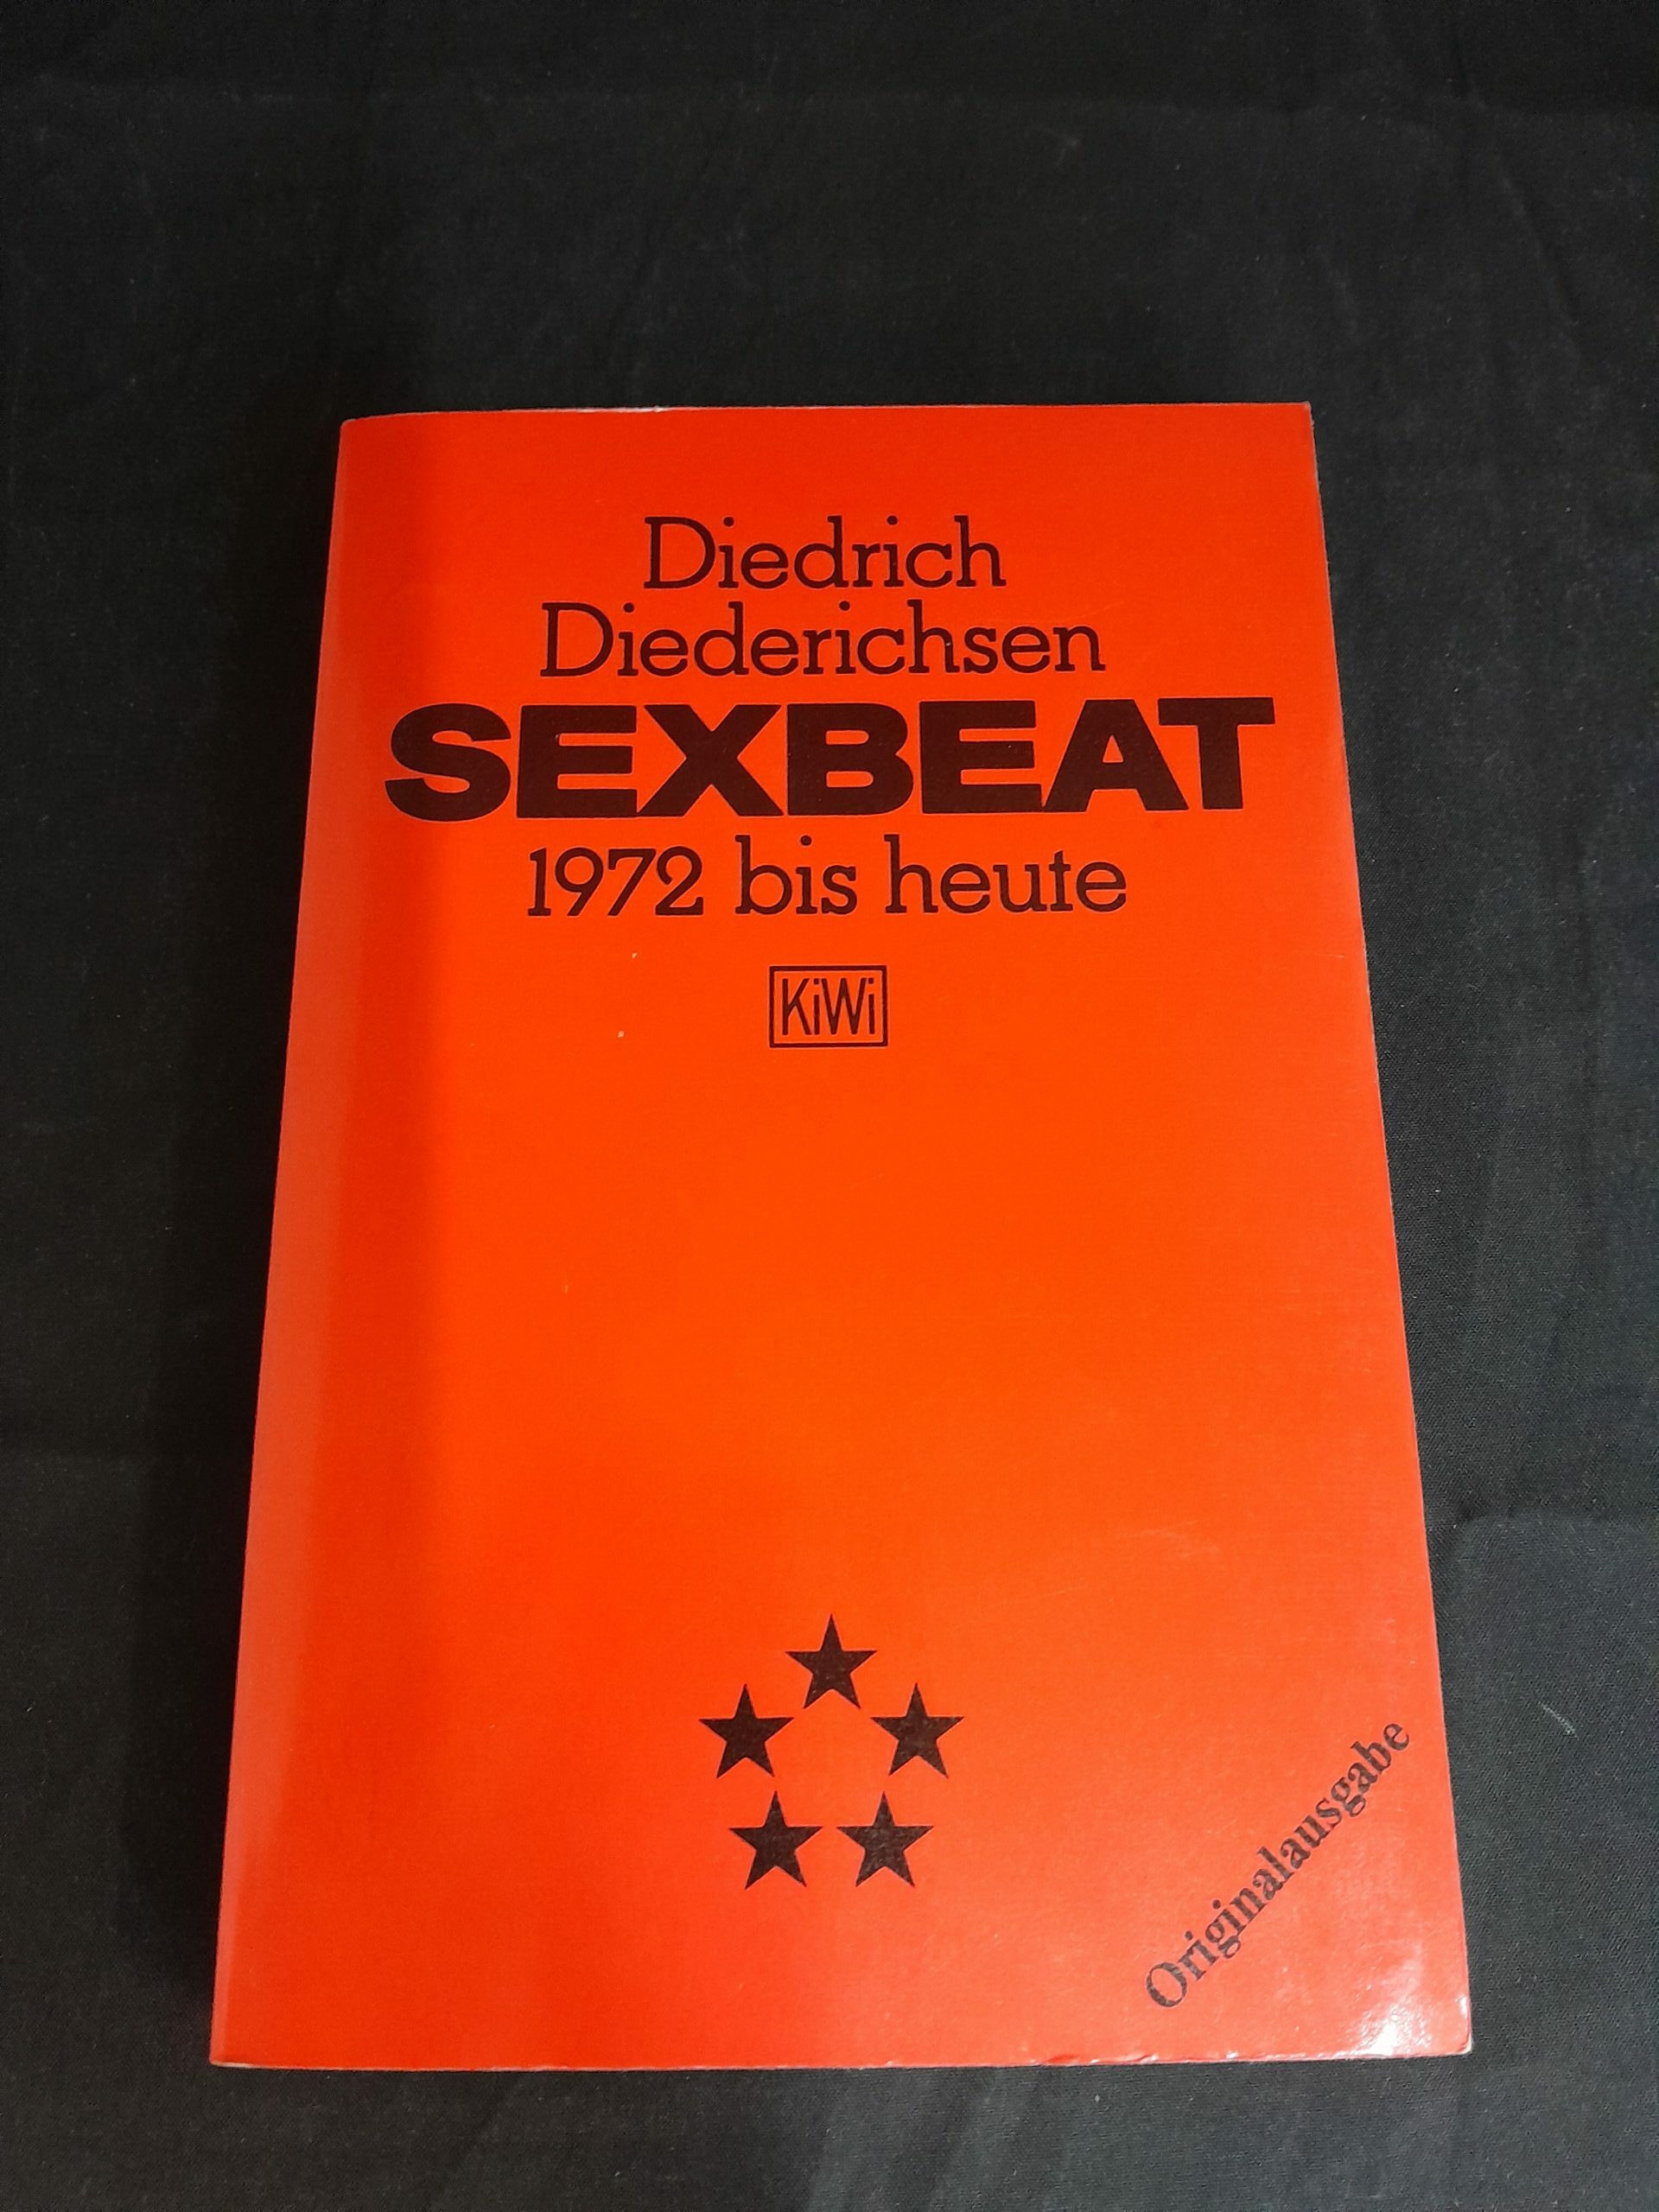 Diedrich
Diederichsen
SEXBEAT
1972 bis heute
KiWi
Originalausgabe